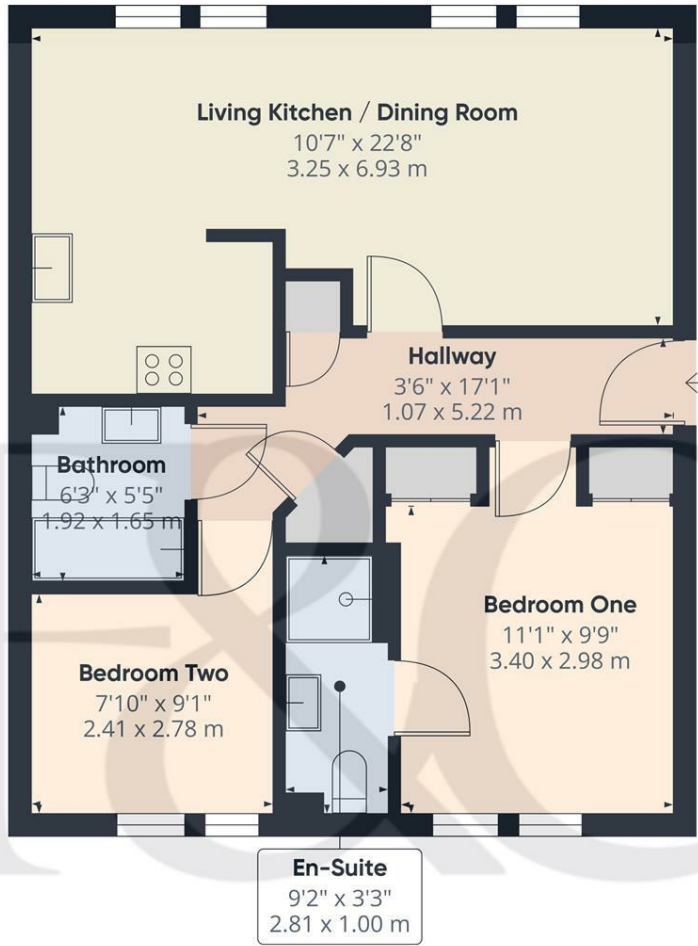 Living Kitchen / Dining Room
10'7" x 22'8"
3.25 x 6.93 m
Hallway
3'6" x 17'1"
1.07 x 5.22 m
Bathroom
6'3" x 5'5"
1.92 x 1.65 m
Bedroom One
11'1" x 9'9"
3.40 x 2.98 m
Bedroom Two
7'10" x 9'1"
2.41 x 2.78 m
En-Suite
9'2" x 3'3"
2.81 x 1.00 m